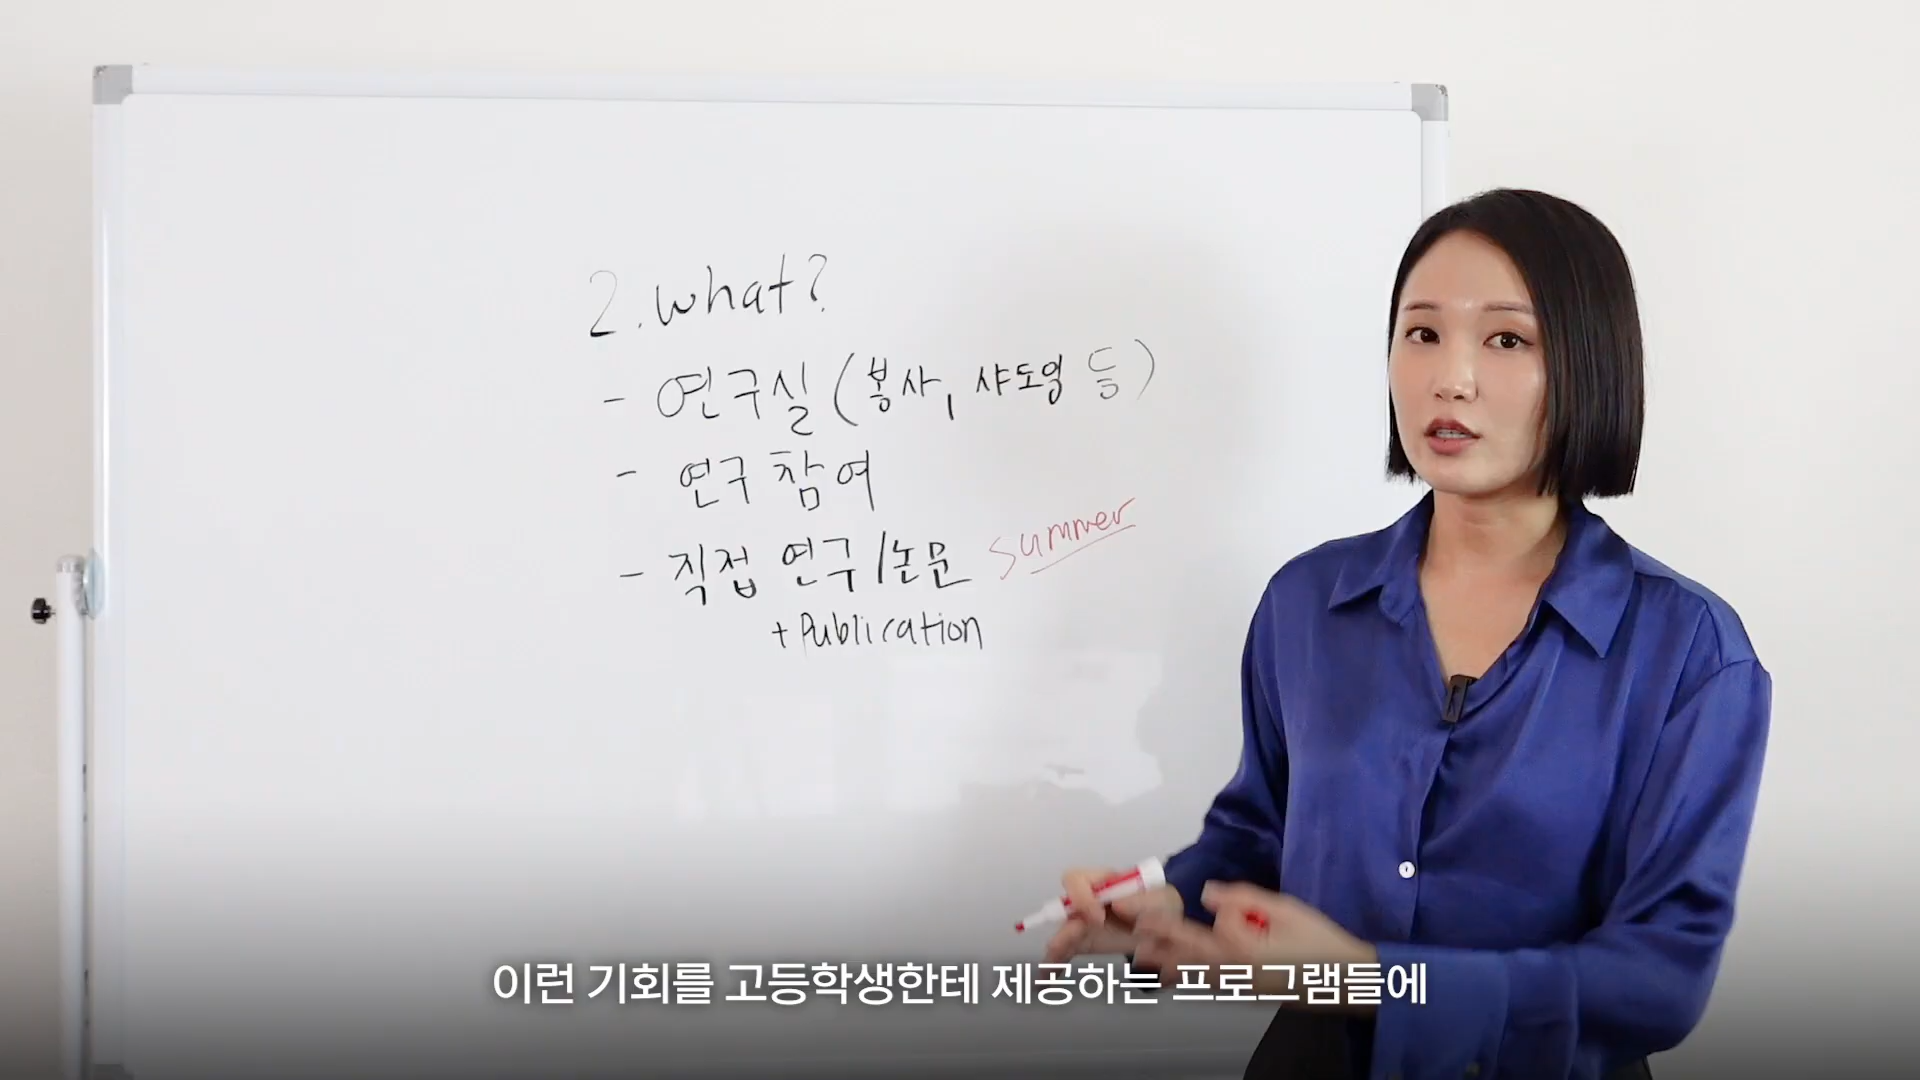 2. what?
- 연구실 (봉사, 샤도잉 등)
- 연구 참여
- 직접 연구/논문 summer
+ Publication
이런 기회를 고등학생한테 제공하는 프로그램들에